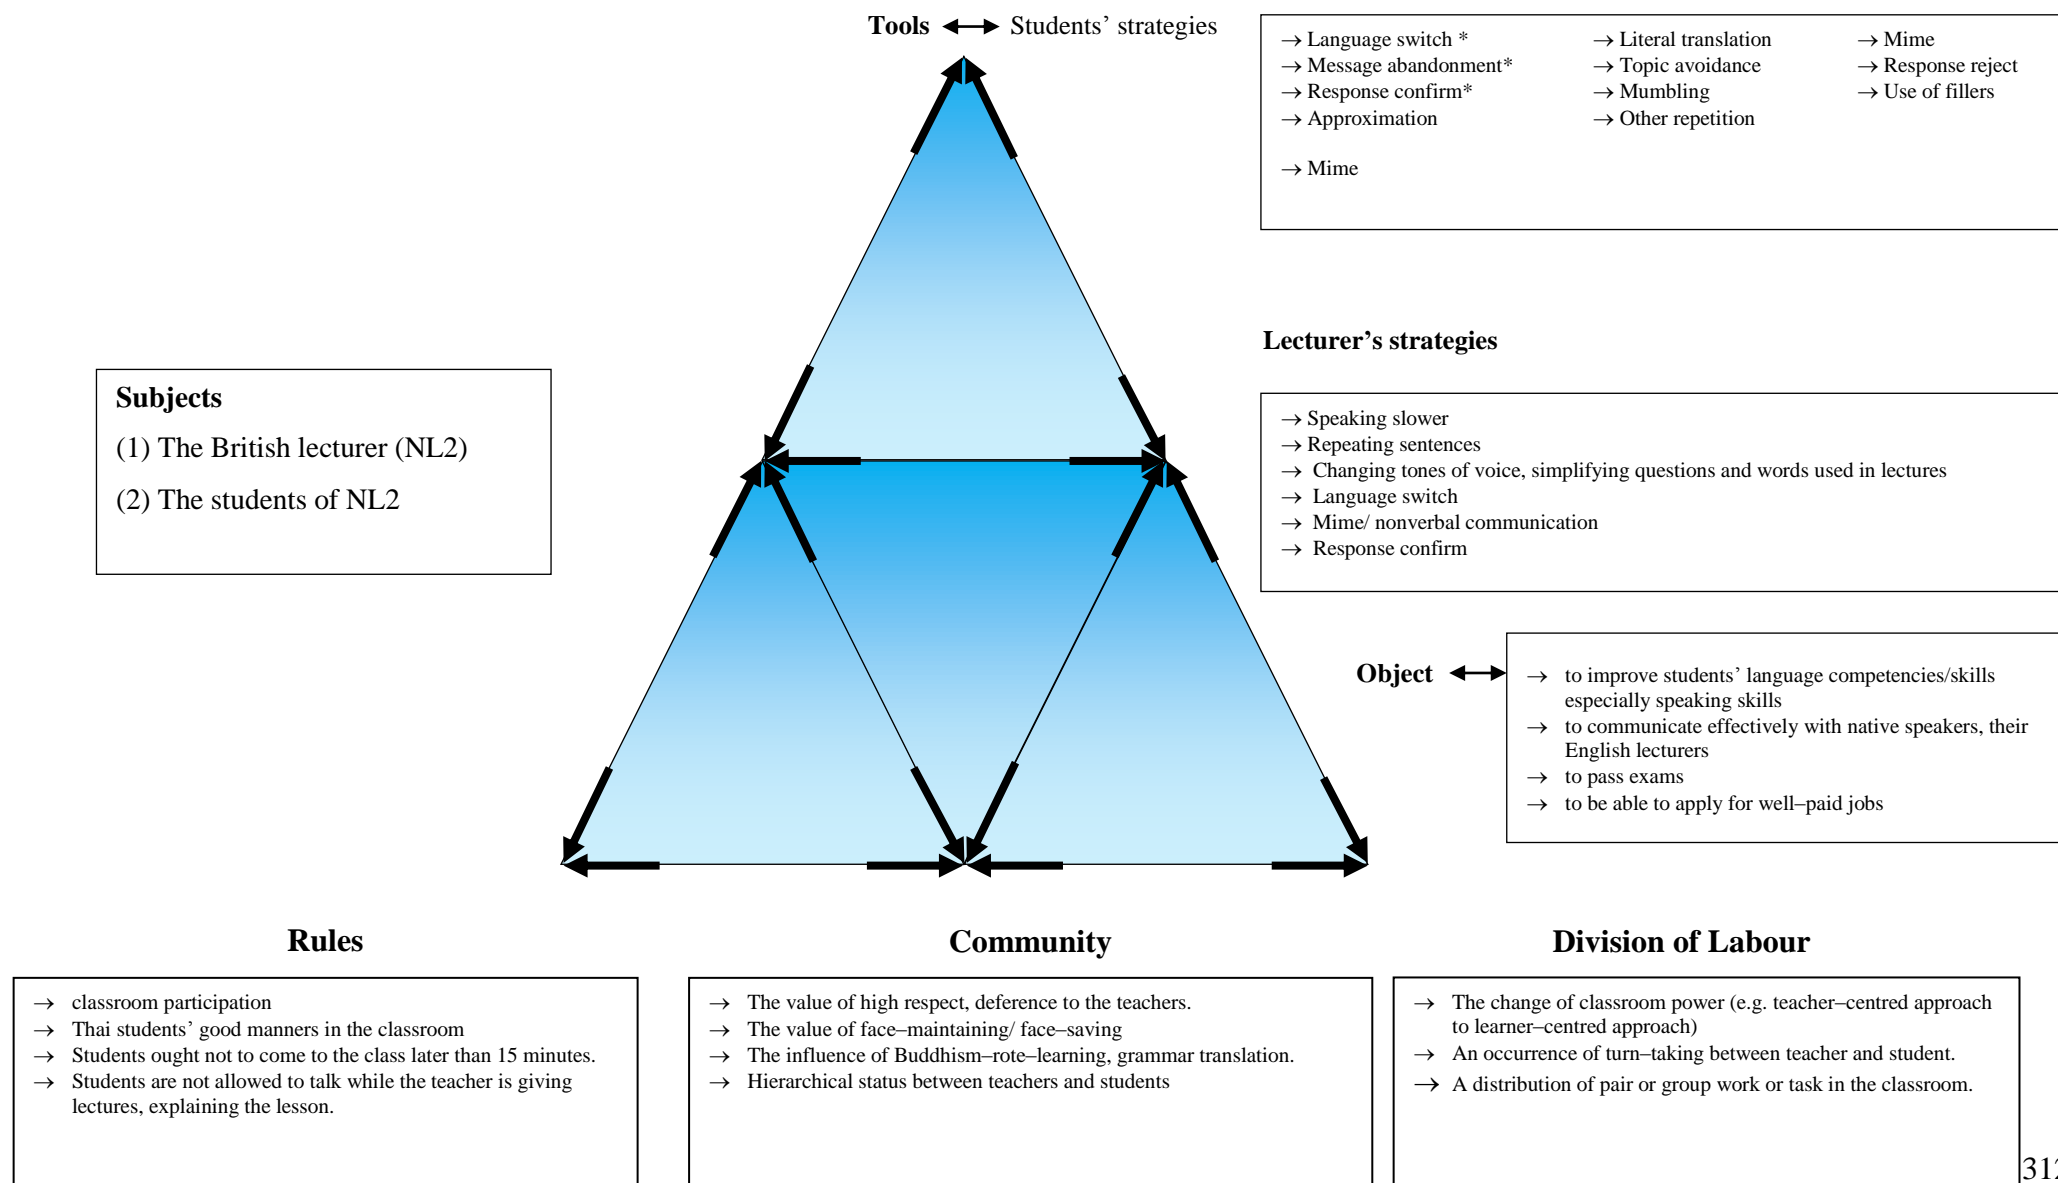 Tools ↔ Students’ strategies
→ Language switch * → Literal translation → Mime
→ Message abandonment* → Topic avoidance → Response reject
→ Response confirm* → Mumbling → Use of fillers
→ Approximation → Other repetition
→ Mime
Lecturer’s strategies
→ Speaking slower
→ Repeating sentences
→ Changing tones of voice, simplifying questions and words used in lectures
→ Language switch
→ Mime/ nonverbal communication
→ Response confirm
Subjects
(1) The British lecturer (NL2)
(2) The students of NL2
Object ↔
→ to improve students’ language competencies/skills
especially speaking skills
→ to communicate effectively with native speakers, their
English lecturers
→ to pass exams
→ to be able to apply for well–paid jobs
Rules
→ classroom participation
→ Thai students’ good manners in the classroom
→ Students ought not to come to the class later than 15 minutes.
→ Students are not allowed to talk while the teacher is giving
lectures, explaining the lesson.
Community
→ The value of high respect, deference to the teachers.
→ The value of face–maintaining/ face–saving
→ The influence of Buddhism–rote–learning, grammar translation.
→ Hierarchical status between teachers and students
Division of Labour
→ The change of classroom power (e.g. teacher–centred approach
to learner–centred approach)
→ An occurrence of turn–taking between teacher and student.
→ A distribution of pair or group work or task in the classroom.
312